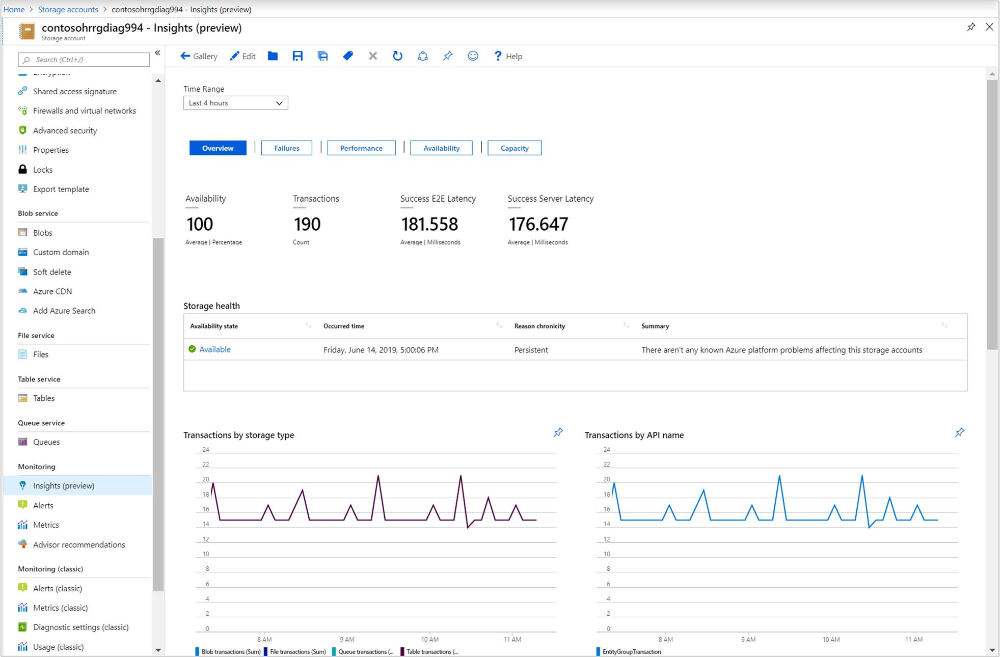 Home > Storage accounts > contosohrrgdiag994 - Insights (preview)
contosohrrgdiag994 - Insights (preview)
Storage account
Search (Ctrl+/)
«
Gallery Edit ? Help
Encryption
Shared access signature
Firewalls and virtual networks
Advanced security
Properties
Locks
Export template
Blob service
Blobs
Custom domain
Soft delete
Azure CDN
Add Azure Search
File service
Files
Table service
Tables
Queue service
Queues
Monitoring
Insights (preview)
Alerts
Metrics
Advisor recommendations
Monitoring (classic)
Alerts (classic)
Metrics (classic)
Diagnostic settings (classic)
Usage (classic)
Time Range
Last 4 hours
Overview | Failures | Performance | Availability | Capacity
Availability
100
Average | Percentage
Transactions
190
Count
Success E2E Latency
181.558
Average | Milliseconds
Success Server Latency
176.647
Average | Milliseconds
Storage health
Availability state Occurred time Reason chronicity Summary
Available Friday, June 14, 2019, 5:00:06 PM Persistent There aren't any known Azure platform problems affecting this storage accounts
Transactions by storage type
24
22
20
18
16
14
12
10
8
6
4
2
0
8 AM 9 AM 10 AM 11 AM
Blob transactions (Sum) File transactions (Sum) Queue transactions (... Table transactions (...
Transactions by API name
24
22
20
18
16
14
12
10
8
6
4
2
0
8 AM 9 AM 10 AM 11 AM
EntityGroupTransaction